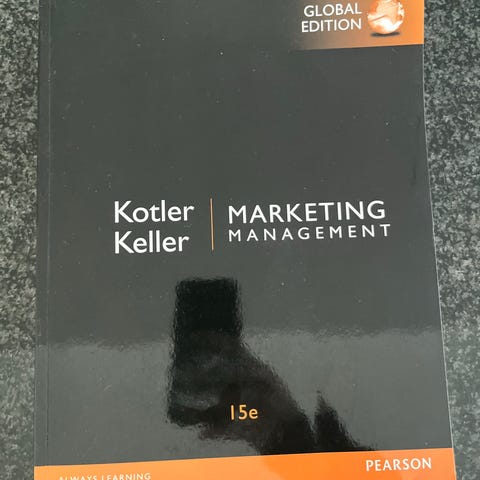 GLOBAL
EDITION
Kotler
Keller
MARKETING
MANAGEMENT
15e
ALWAYS LEARNING
PEARSON